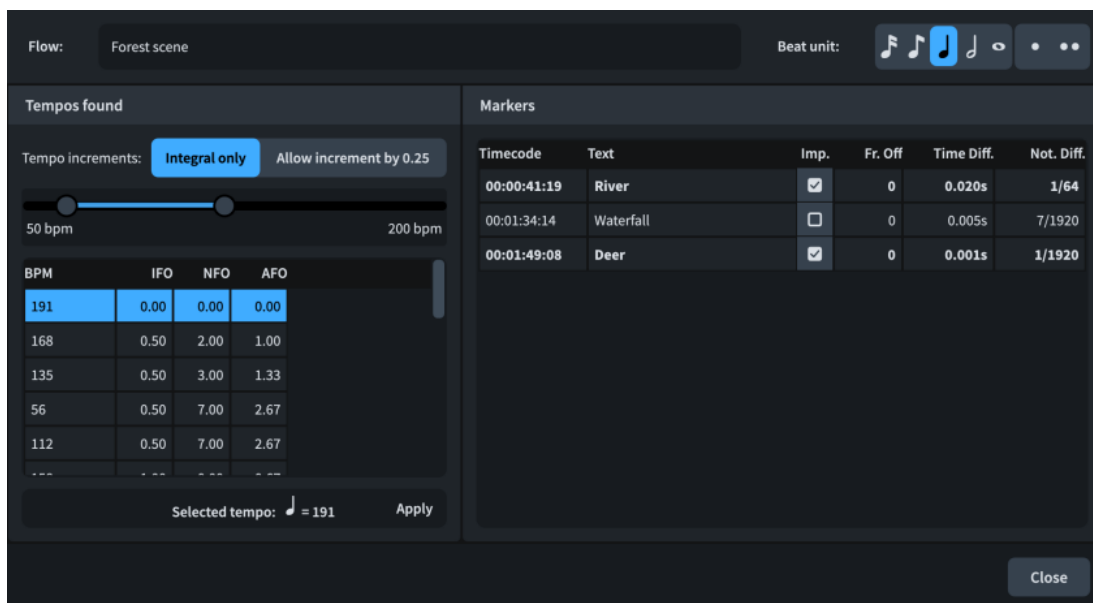 Flow: Forest scene Beat unit:
Tempos found
Tempo increments: Integral only Allow increment by 0.25
50 bpm 200 bpm
BPM IFO NFO AFO
191 0.00 0.00 0.00
168 0.50 2.00 1.00
135 0.50 3.00 1.33
56 0.50 7.00 2.67
112 0.50 7.00 2.67
Selected tempo: ♩ = 191 Apply
Markers
Timecode Text Imp. Fr. Off Time Diff. Not. Diff.
00:00:41:19 River 0 0.020s 1/64
00:01:34:14 Waterfall 0 0.005s 7/1920
00:01:49:08 Deer 0 0.001s 1/1920
Close